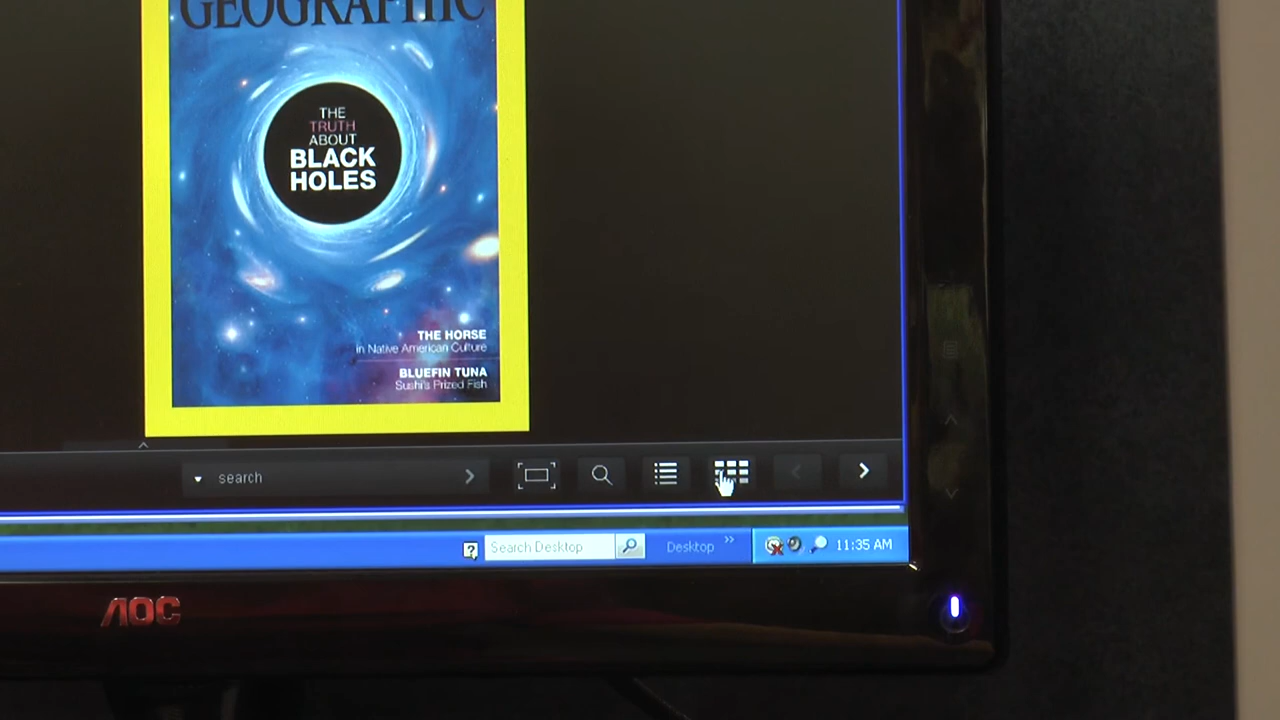 GEOGRAPHIC
THE
TRUTH
ABOUT
BLACK
HOLES
THE HORSE
in Native American Culture
BLUEFIN TUNA
Sushi's Prized Fish
search
Search Desktop
Desktop
11:35 AM
AOC